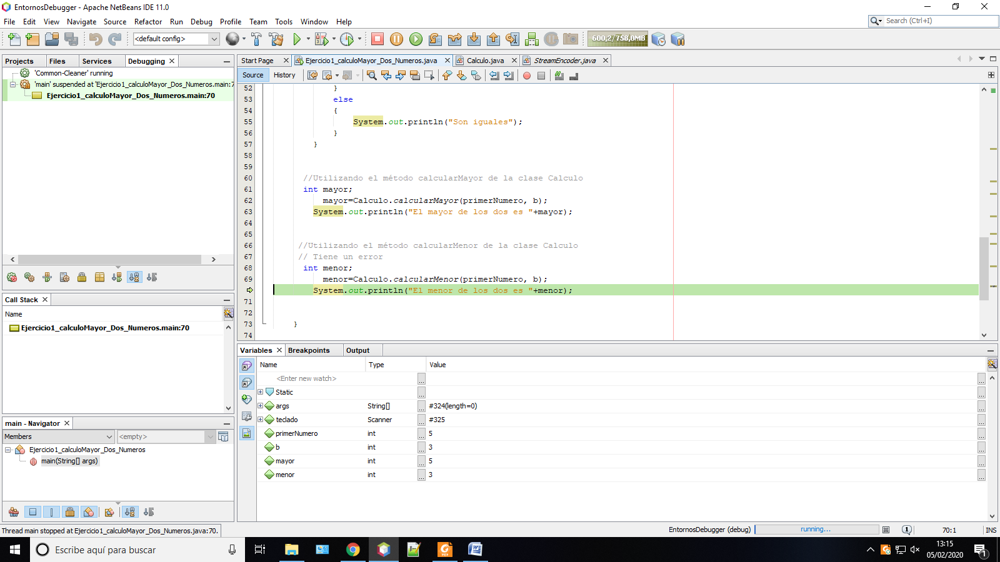 EntornosDebugger - Apache NetBeans IDE 11.0
File Edit View Navigate Source Refactor Run Debug Profile Team Tools Window Help
Search (Ctrl+I)
<default config>
600,2/758,0MB
Projects Files Services Debugging
'Common-Cleaner' running
'main' suspended at 'Ejercicio1_calculoMayor_Dos_Numeros.main:7
Ejercicio1_calculoMayor_Dos_Numeros.main:70
Call Stack
Name
Ejercicio1_calculoMayor_Dos_Numeros.main:70
main - Navigator
Members <empty>
Ejercicio1_calculoMayor_Dos_Numeros
main(String[] args)
Start Page Ejercicio1_calculoMayor_Dos_Numeros.java Calculo.java StreamEncoder.java
Source History
52 }
53 else
54 {
55 System.out.println("Son iguales");
56 }
57 }
58
59
60 //Utilizando el método calcularMayor de la clase Calculo
61 int mayor;
62 mayor=Calculo.calcularMayor(primerNumero, b);
63 System.out.println("El mayor de los dos es "+mayor);
64
65
66 //Utilizando el método calcularMenor de la clase Calculo
67 // Tiene un error
68 int menor;
69 menor=Calculo.calcularMenor(primerNumero, b);
System.out.println("El menor de los dos es "+menor);
71
72
73 }
74
Variables Breakpoints Output
Name Type Value
<Enter new watch>
Static
args String[] #324(length=0)
teclado Scanner #325
primerNumero int 5
b int 3
mayor int 5
menor int 3
Thread main stopped at Ejercicio1_calculoMayor_Dos_Numeros.java:70.
EntornosDebugger (debug) running... 1 70:1 INS
Escribe aquí para buscar
13:15
05/02/2020
1